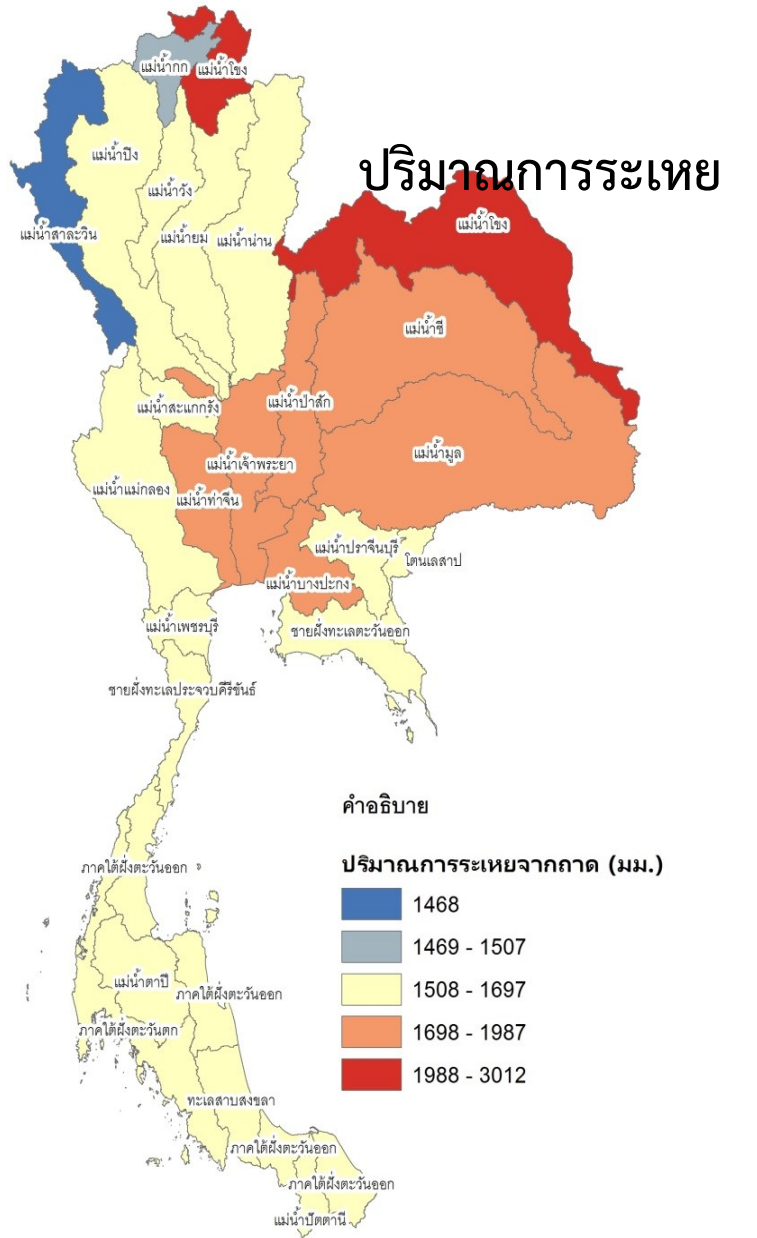 แม่น้ำกก
แม่น้ำโขง
แม่น้ำปิง
ปริมาณการระเหย
แม่น้ำวัง
แม่น้ำสาละวิน
แม่น้ำยม
แม่น้ำน่าน
แม่น้ำโขง
แม่น้ำชี
แม่น้ำสะแกกรัง
แม่น้ำป่าสัก
แม่น้ำเจ้าพระยา
แม่น้ำมูล
แม่น้ำแม่กลอง
แม่น้ำท่าจีน
แม่น้ำปราจีนบุรี
โตนเลสาป
แม่น้ำบางปะกง
แม่น้ำเพชรบุรี
ชายฝั่งทะเลตะวันออก
ชายฝั่งทะเลประจวบคีรีขันธ์
คำอธิบาย
ปริมาณการระเหยจากถาด (มม.)
1468
1469 - 1507
1508 - 1697
1698 - 1987
1988 - 3012
ภาคใต้ฝั่งตะวันออก
แม่น้ำตาปี
ภาคใต้ฝั่งตะวันออก
ภาคใต้ฝั่งตะวันตก
ทะเลสาบสงขลา
ภาคใต้ฝั่งตะวันออก
ภาคใต้ฝั่งตะวันออก
แม่น้ำปัตตานี